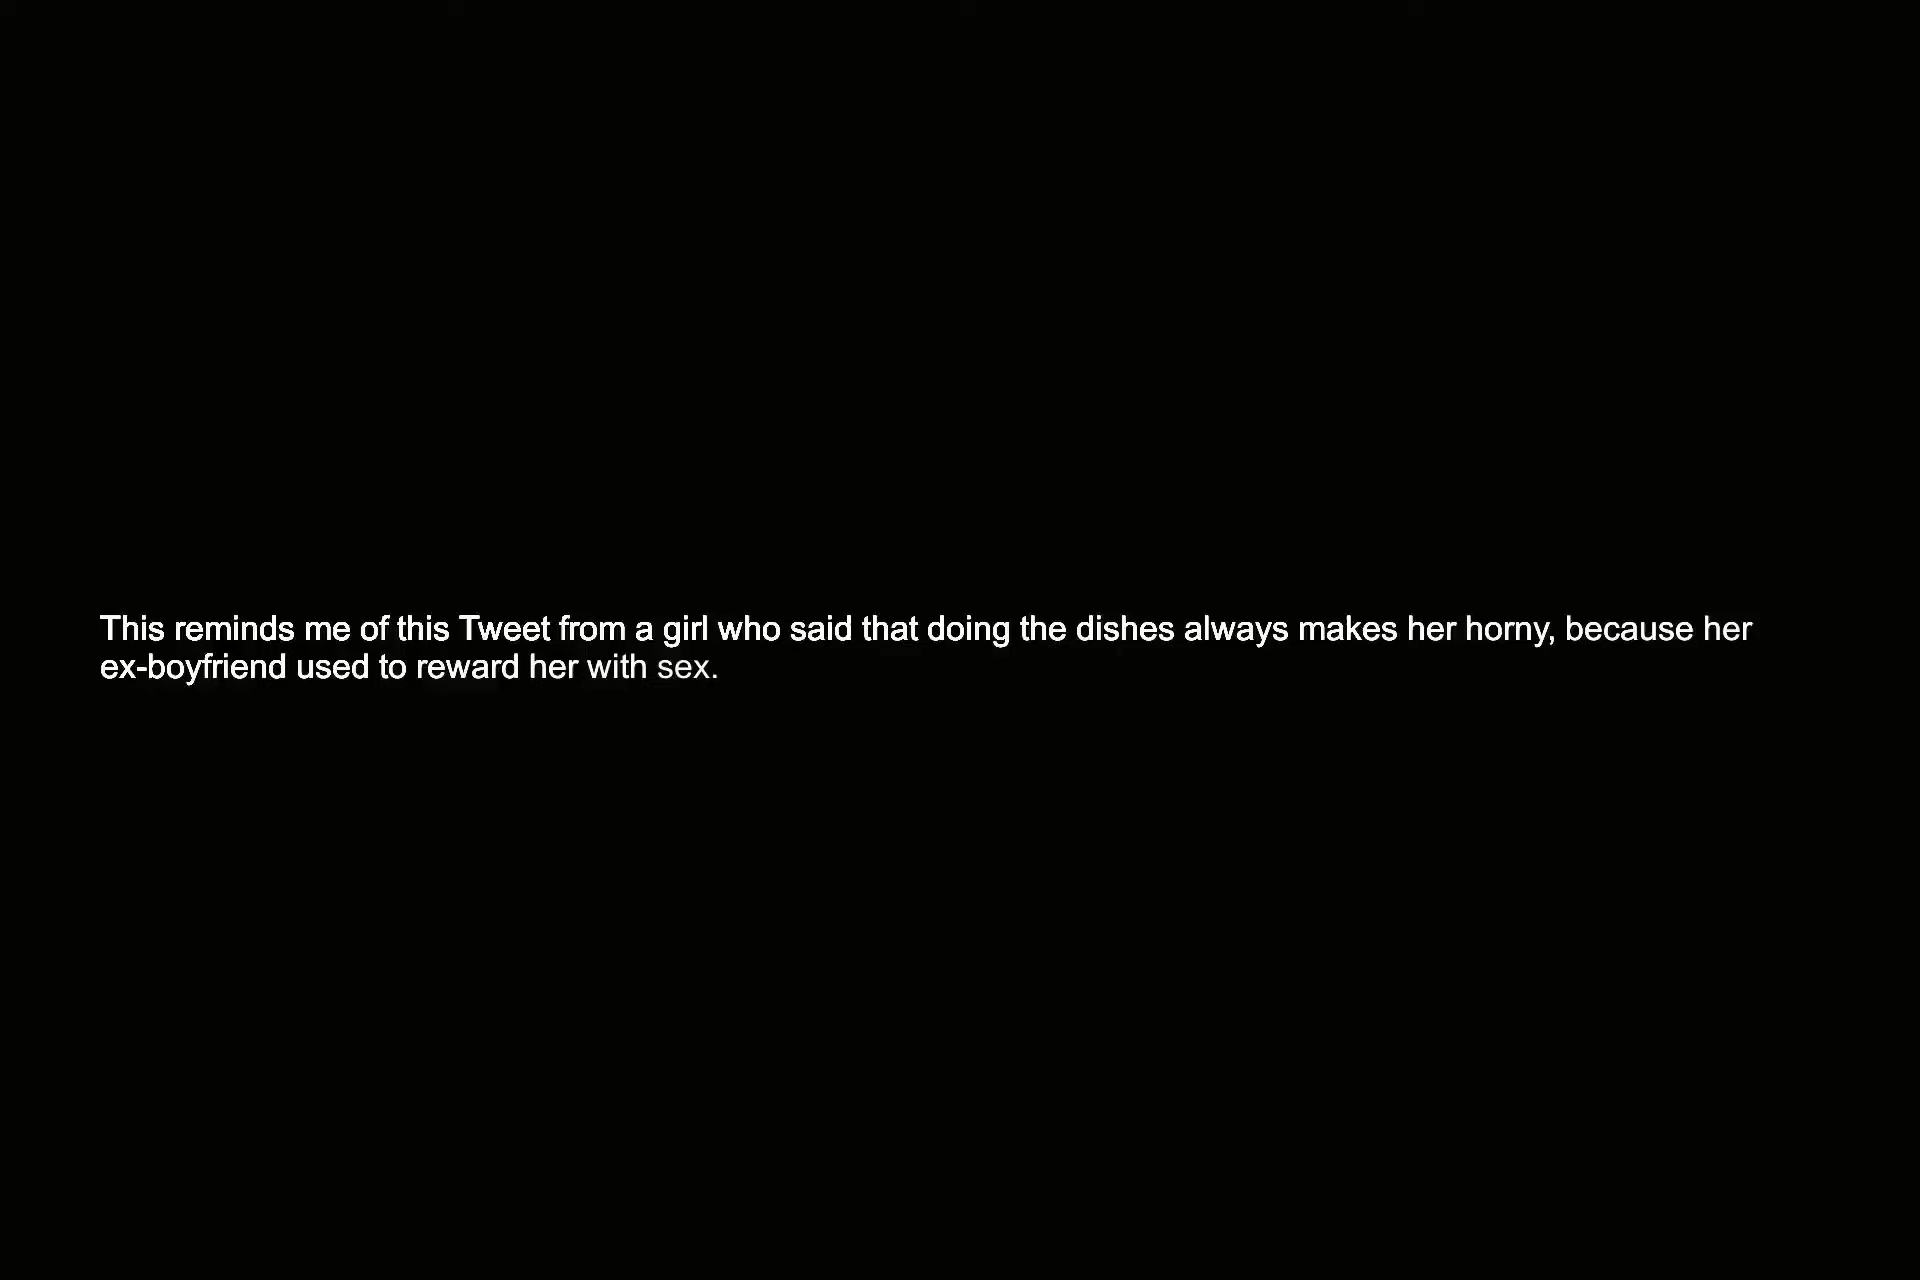 This reminds me of this Tweet from a girl who said that doing the dishes always makes her horny, because her
ex-boyfriend used to reward her with sex.